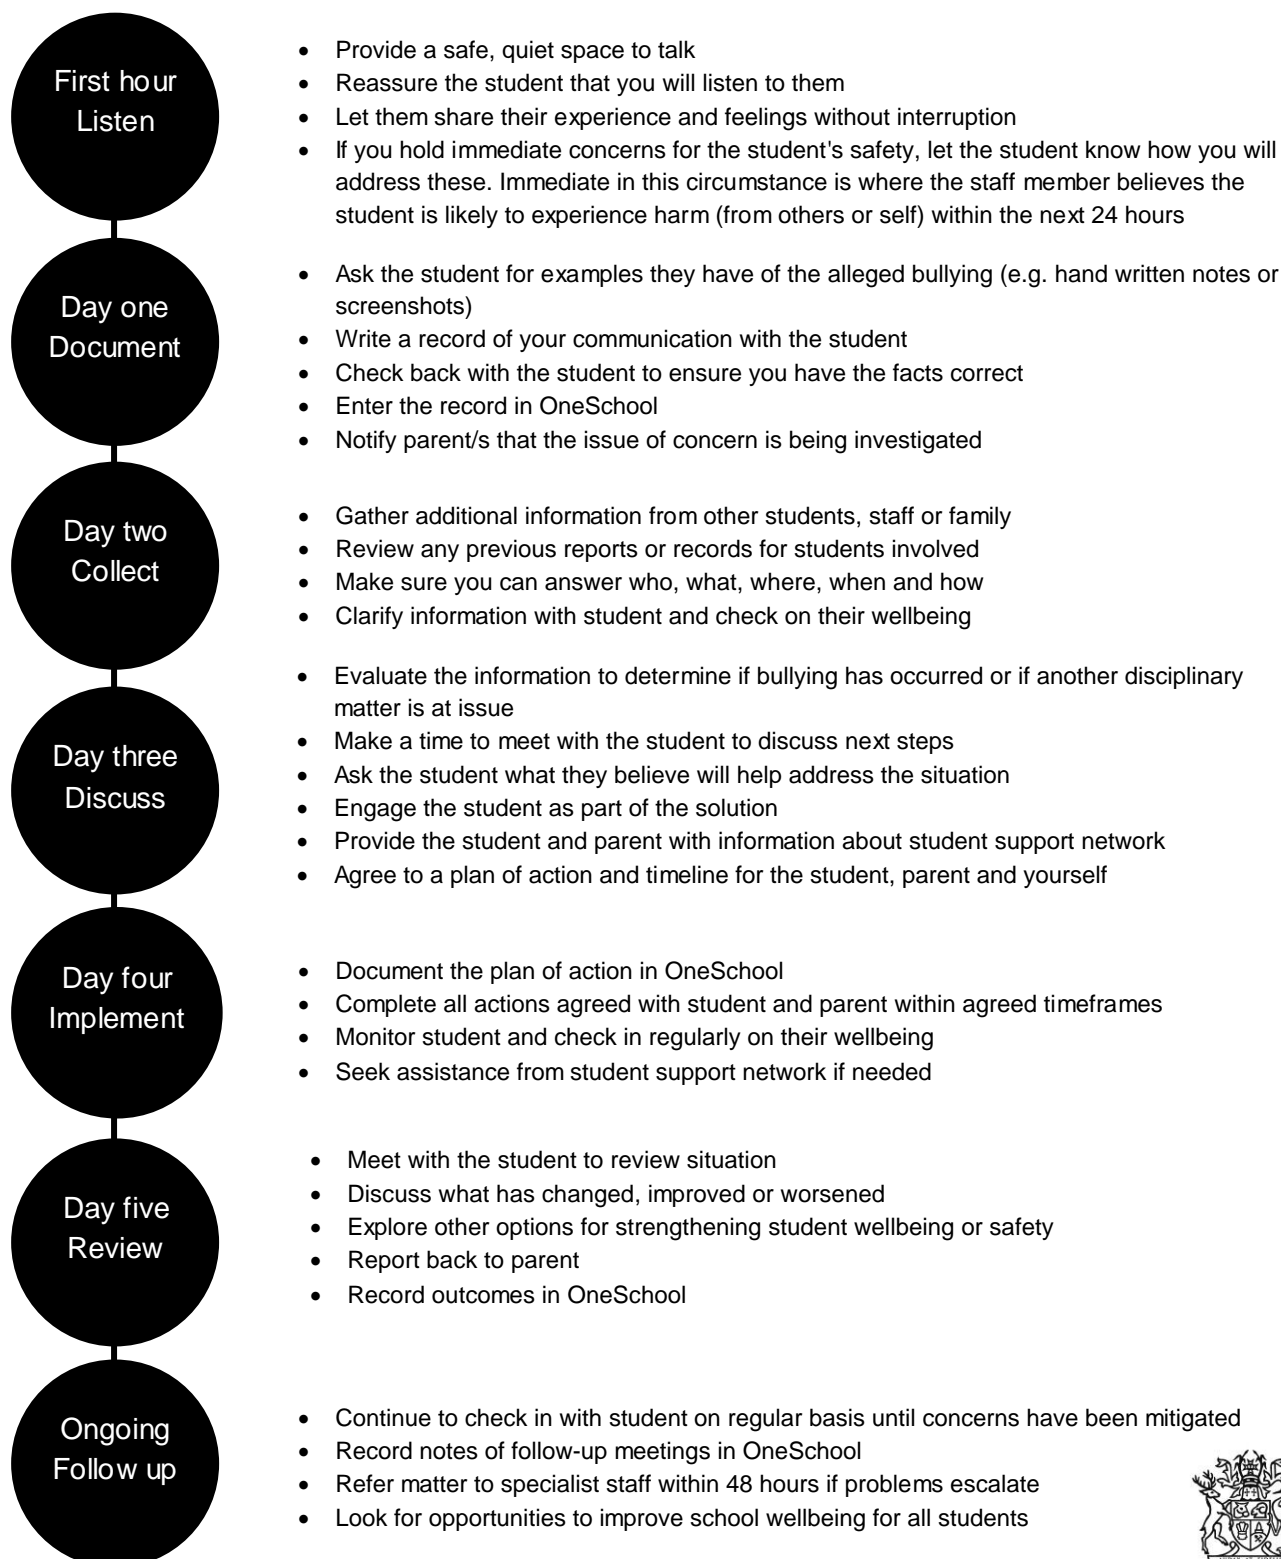 First hour
Listen
• Provide a safe, quiet space to talk
• Reassure the student that you will listen to them
• Let them share their experience and feelings without interruption
• If you hold immediate concerns for the student's safety, let the student know how you will
address these. Immediate in this circumstance is where the staff member believes the
student is likely to experience harm (from others or self) within the next 24 hours
Day one
Document
• Ask the student for examples they have of the alleged bullying (e.g. hand written notes or
screenshots)
• Write a record of your communication with the student
• Check back with the student to ensure you have the facts correct
• Enter the record in OneSchool
• Notify parent/s that the issue of concern is being investigated
Day two
Collect
• Gather additional information from other students, staff or family
• Review any previous reports or records for students involved
• Make sure you can answer who, what, where, when and how
• Clarify information with student and check on their wellbeing
Day three
Discuss
• Evaluate the information to determine if bullying has occurred or if another disciplinary
matter is at issue
• Make a time to meet with the student to discuss next steps
• Ask the student what they believe will help address the situation
• Engage the student as part of the solution
• Provide the student and parent with information about student support network
• Agree to a plan of action and timeline for the student, parent and yourself
Day four
Implement
• Document the plan of action in OneSchool
• Complete all actions agreed with student and parent within agreed timeframes
• Monitor student and check in regularly on their wellbeing
• Seek assistance from student support network if needed
Day five
Review
• Meet with the student to review situation
• Discuss what has changed, improved or worsened
• Explore other options for strengthening student wellbeing or safety
• Report back to parent
• Record outcomes in OneSchool
Ongoing
Follow up
• Continue to check in with student on regular basis until concerns have been mitigated
• Record notes of follow-up meetings in OneSchool
• Refer matter to specialist staff within 48 hours if problems escalate
• Look for opportunities to improve school wellbeing for all students